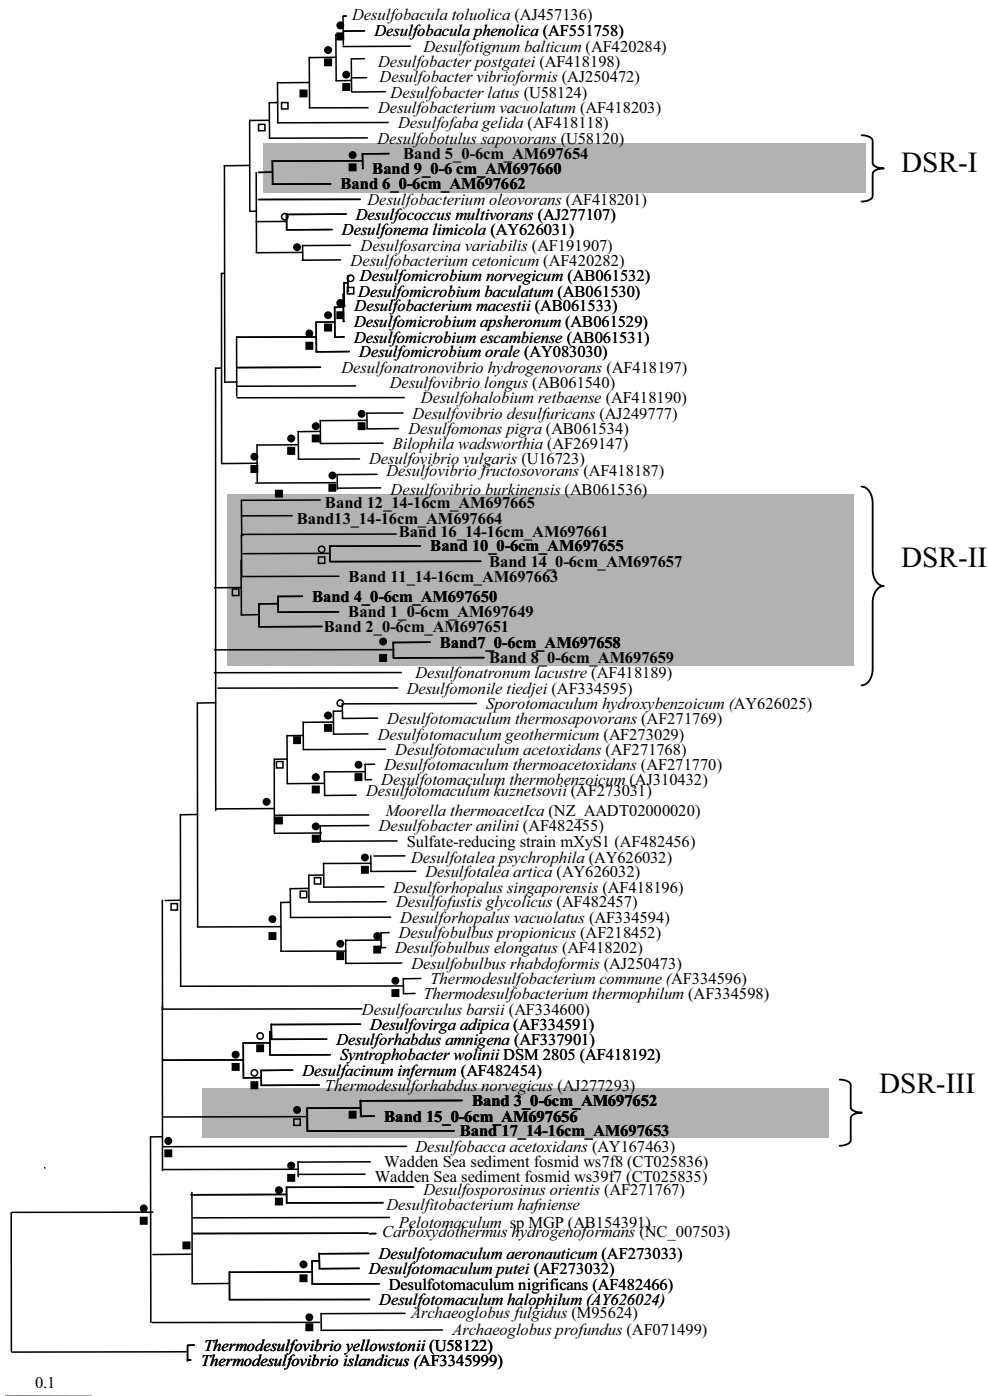 Desulfobacula toluolica (AJ457136)
Desulfobacula phenolica (AF551758)
Desulfotignum balticum (AF420284)
Desulfobacter postgatei (AF418198)
Desulfobacter vibrioformis (AJ250472)
Desulfobacter latus (U58124)
Desulfobacterium vacuolatum (AF418203)
Desulfofaba gelida (AF418118)
Desulfobotulus sapovorans (U58120)
Band 5_0-6cm_AM697654
DSR-I
Band 9_0-6 cm_AM697660
Band 6_0-6cm_AM697662
Desulfobacterium oleovorans (AF418201)
Desulfococcus multivorans (AJ277107)
Desulfonema limicola (AY626031)
Desulfosarcina variabilis (AF191907)
Desulfobacterium cetonicum (AF420282)
Desulfomicrobium norvegicum (AB061532)
Desulfomicrobium baculatum (AB061530)
Desulfobacterium macestii (AB061533)
Desulfomicrobium apsheronum (AB061529)
Desulfomicrobium escambiense (AB061531)
Desulfomicrobium orale (AY083030)
Desulfonatronovibrio hydrogenovorans (AF418197)
Desulfovibrio longus (AB061540)
Desulfohalobium retbaense (AF418190)
Desulfovibrio desulfuricans (AJ249777)
Desulfomonas pigra (AB061534)
Bilophila wadsworthia (AF269147)
Desulfovibrio vulgaris (U16723)
Desulfovibrio fructosovorans (AF418187)
Desulfovibrio burkinensis (AB061536)
Band 12_14-16cm_AM697665
Band13_14-16cm_AM697664
Band 16_14-16cm_AM697661
Band 10_0-6cm_AM697655
DSR-II
Band 14_0-6cm_AM697657
Band 11_14-16cm_AM697663
Band 4_0-6cm_AM697650
Band 1_0-6cm_AM697649
Band 2_0-6cm_AM697651
Band7_0-6cm_AM697658
Band 8_0-6cm_AM697659
Desulfonatronum lacustre (AF418189)
Desulfomonile tiedjei (AF334595)
Sporotomaculum hydroxybenzoicum (AY626025)
Desulfotomaculum thermosapovorans (AF271769)
Desulfotomaculum geothermicum (AF273029)
Desulfotomaculum acetoxidans (AF271768)
Desulfotomaculum thermoacetoxidans (AF271770)
Desulfotomaculum thermobenzoicum (AJ310432)
Desulfotomaculum kuznetsovii (AF273031)
Moorella thermoacetIca (NZ_AADT02000020)
Desulfobacter anilini (AF482455)
Sulfate-reducing strain mXyS1 (AF482456)
Desulfotalea psychrophila (AY626032)
Desulfotalea artica (AY626032)
Desulforhopalus singaporensis (AF418196)
Desulfofustis glycolicus (AF482457)
Desulforhopalus vacuolatus (AF334594)
Desulfobulbus propionicus (AF218452)
Desulfobulbus elongatus (AF418202)
Desulfobulbus rhabdoformis (AJ250473)
Thermodesulfobacterium commune (AF334596)
Thermodesulfobacterium thermophilum (AF334598)
Desulfoarculus barsii (AF334600)
Desulfovirga adipica (AF334591)
Desulforhabdus amnigena (AF337901)
Syntrophobacter wolinii DSM 2805 (AF418192)
Desulfacinum infernum (AF482454)
Thermodesulforhabdus norvegicus (AJ277293)
DSR-III
Band 3_0-6cm_AM697652
Band 15_0-6cm_AM697656
Band 17_14-16cm_AM697653
Desulfobacca acetoxidans (AY167463)
Wadden Sea sediment fosmid ws7f8 (CT025836)
Wadden Sea sediment fosmid ws39f7 (CT025835)
Desulfosporosinus orientis (AF271767)
Desulfitobacterium hafniense
Pelotomaculum sp MGP (AB154391)
Carboxydothermus hydrogenoformans (NC_007503)
Desulfotomaculum aeronauticum (AF273033)
Desulfotomaculum putei (AF273032)
Desulfotomaculum nigrificans (AF482466)
Desulfotomaculum halophilum (AY626024)
Archaeoglobus fulgidus (M95624)
Archaeoglobus profundus (AF071499)
Thermodesulfovibrio yellowstonii (U58122)
Thermodesulfovibrio islandicus (AF3345999)
0.1